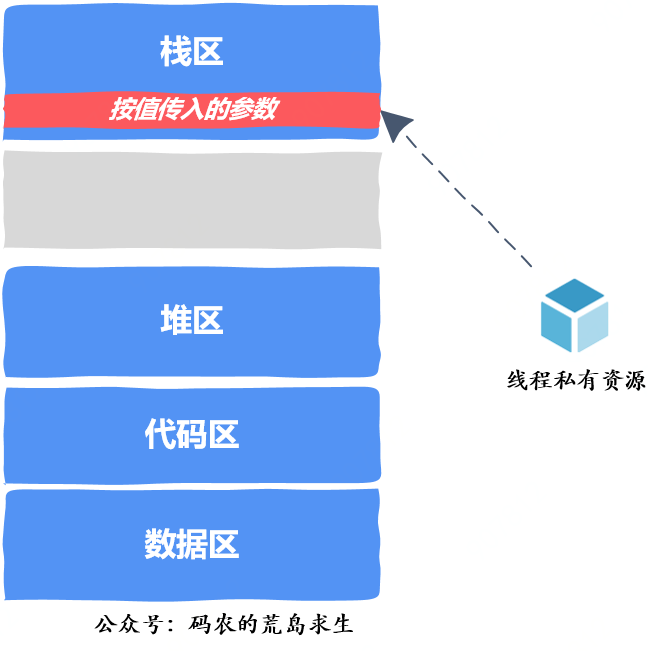 栈区
按值传入的参数
堆区
线程私有资源
代码区
数据区
公众号：码农的荒岛求生